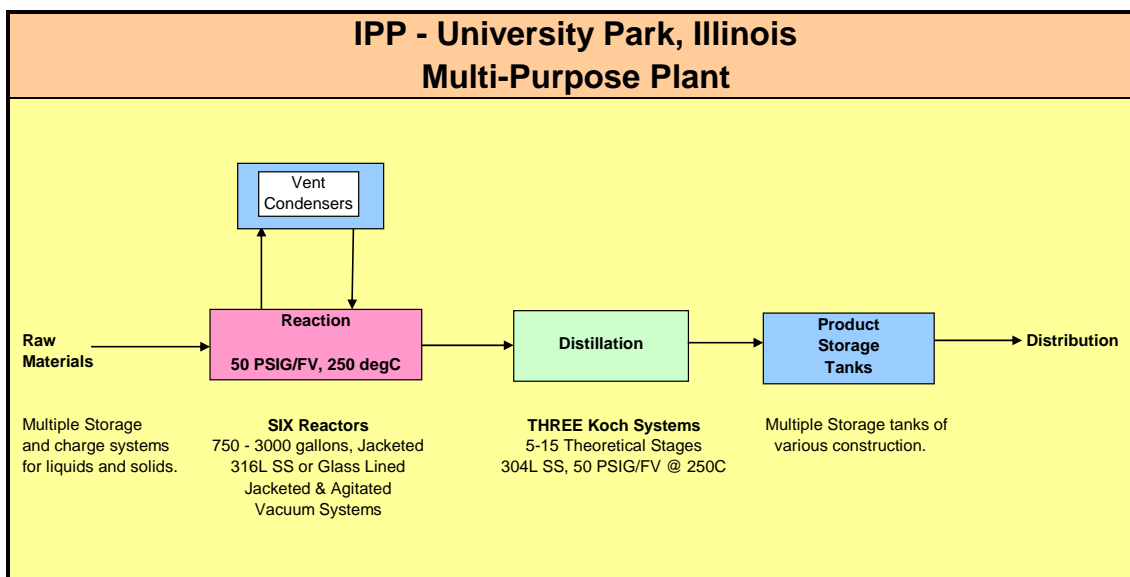 IPP - University Park, Illinois
Multi-Purpose Plant
Vent
Condensers
Raw
Materials
Reaction
50 PSIG/FV, 250 degC
Distillation
Product
Storage
Tanks
Distribution
Multiple Storage
and charge systems
for liquids and solids.
SIX Reactors
750 - 3000 gallons, Jacketed
316L SS or Glass Lined
Jacketed & Agitated
Vacuum Systems
THREE Koch Systems
5-15 Theoretical Stages
304L SS, 50 PSIG/FV @ 250C
Multiple Storage tanks of
various construction.